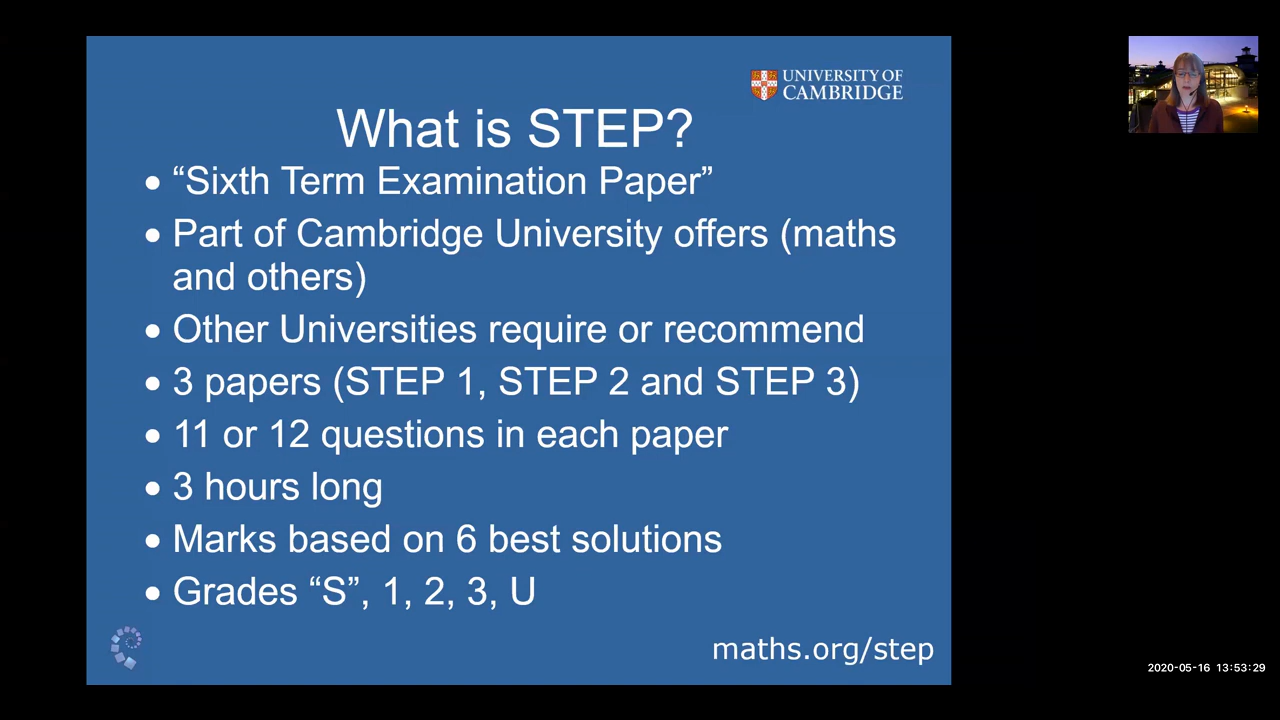 UNIVERSITY OF
CAMBRIDGE
What is STEP?
• “Sixth Term Examination Paper”
• Part of Cambridge University offers (maths
and others)
• Other Universities require or recommend
• 3 papers (STEP 1, STEP 2 and STEP 3)
• 11 or 12 questions in each paper
• 3 hours long
• Marks based on 6 best solutions
• Grades “S”, 1, 2, 3, U
maths.org/step
2020-05-16 13:53:29